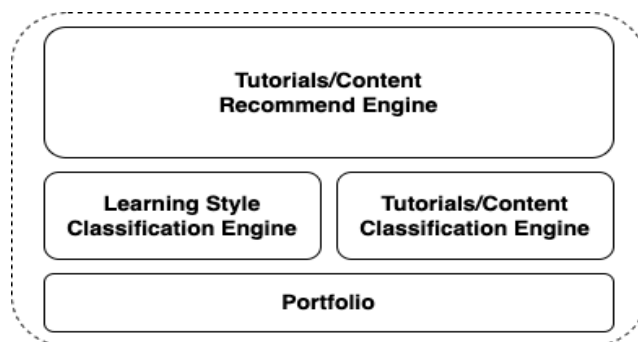 Tutorials/Content
Recommend Engine
Learning Style
Classification Engine
Tutorials/Content
Classification Engine
Portfolio